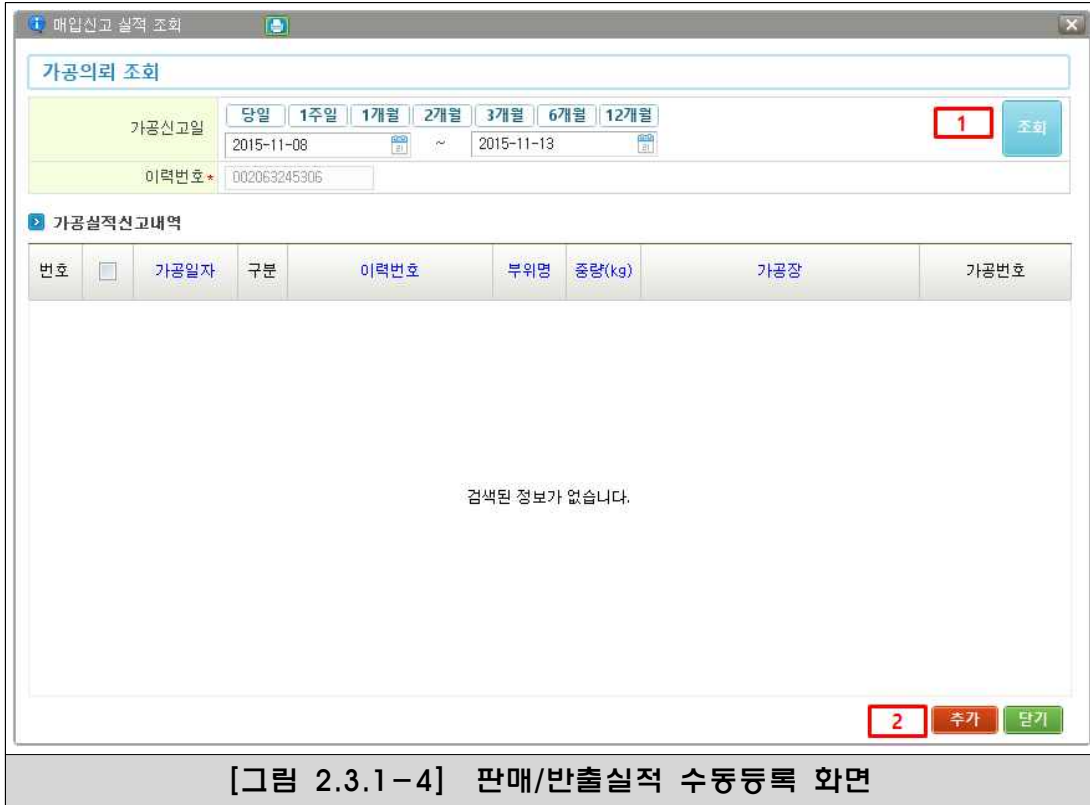 매입신고 실적 조회
가공의뢰 조회
가공신고일 당일 1주일 1개월 2개월 3개월 6개월 12개월 1 조회
2015-11-08 ~ 2015-11-13
이력번호* 002063245306
가공실적신고내역
번호 가공일자 구분 이력번호 부위명 중량(kg) 가공장 가공번호
검색된 정보가 없습니다.
2 추가 닫기
[그림 2.3.1-4] 판매/반출실적 수동등록 화면